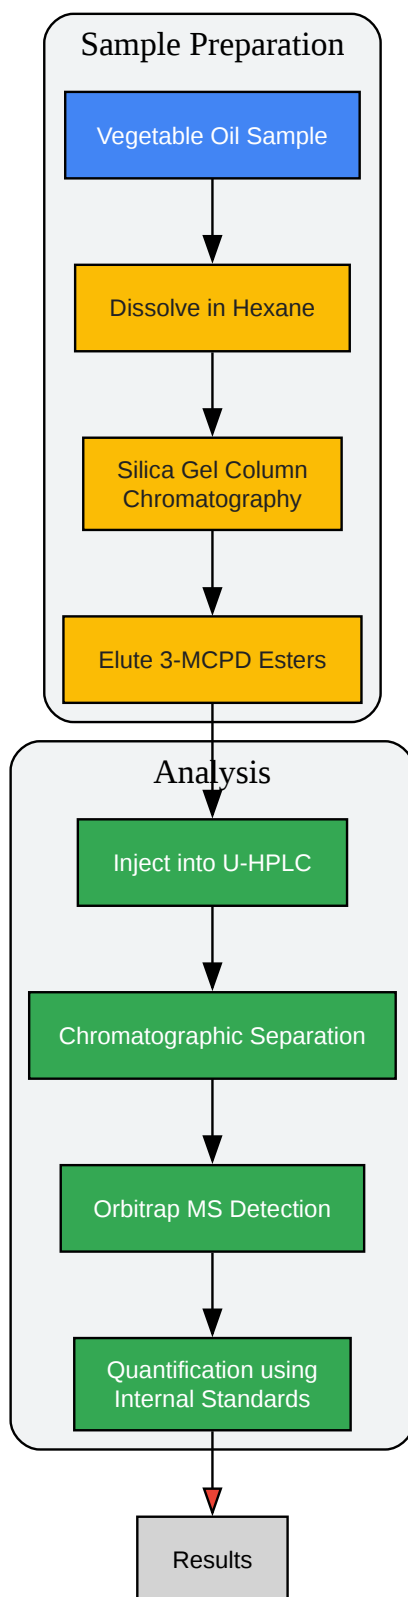 Sample Preparation
Vegetable Oil Sample
Dissolve in Hexane
Silica Gel Column
Chromatography
Elute 3-MCPD Esters
Analysis
Inject into U-HPLC
Chromatographic Separation
Orbitrap MS Detection
Quantification using
Internal Standards
Results